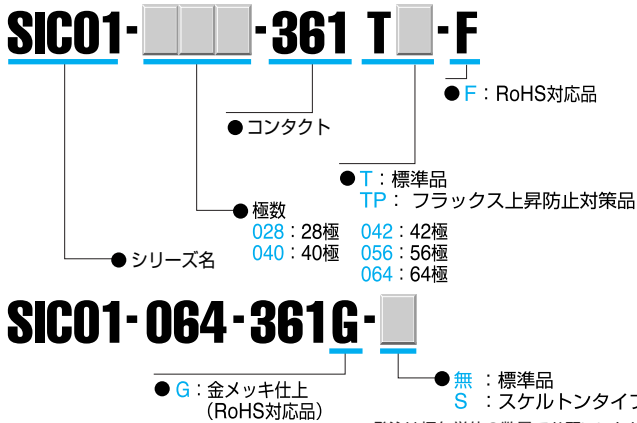 SIC01-□□□-361 T□-F
● F：RoHS対応品
● コンタクト
● T：標準品
TP：フラックス上昇防止対策品
● 極数
028：28極 042：42極
040：40極 056：56極
064：64極
● シリーズ名
SIC01-064-361G-□
● G：金メッキ仕上
（RoHS対応品）
● 無：標準品
S：スケルトンタイプ